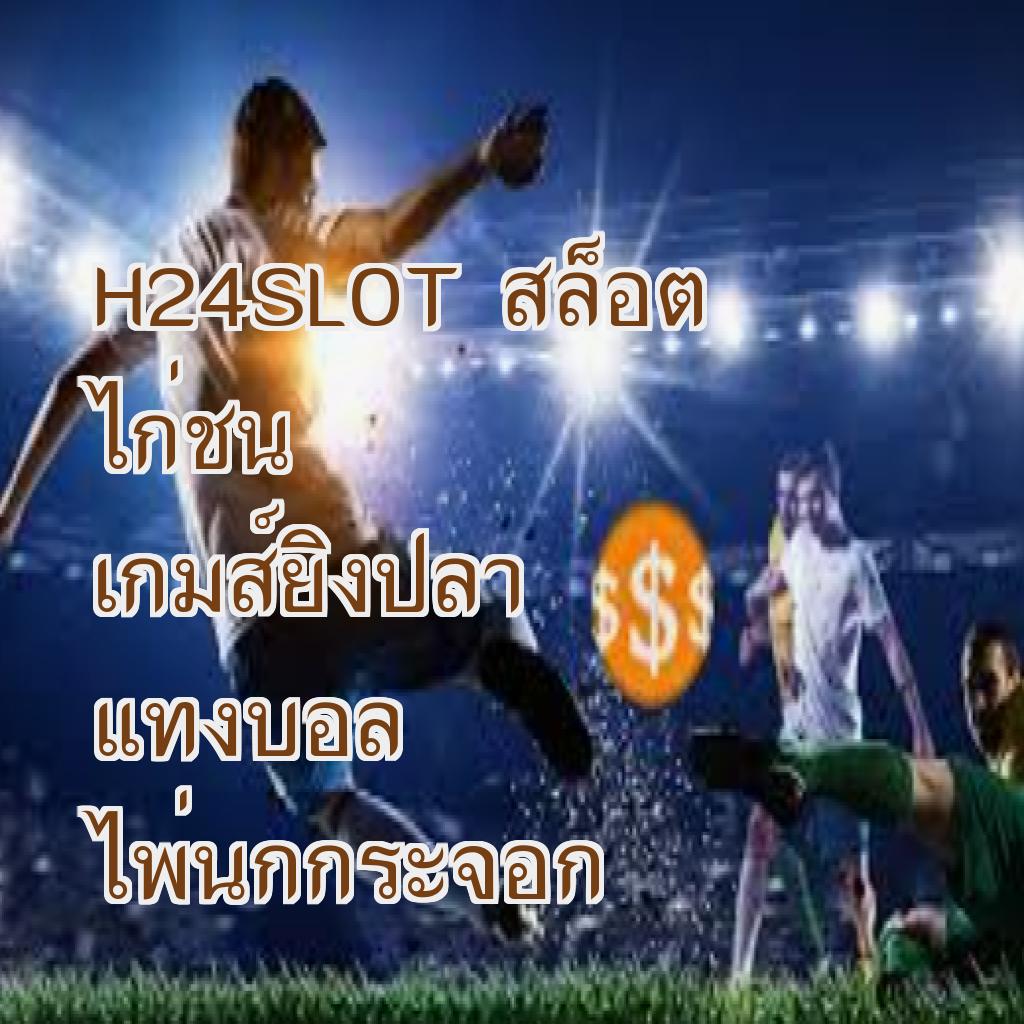 H24SLOT สล็อต
ไก่ชน
เกมส์ยิงปลา
แทงบอล
ไพ่นกกระจอก
$$$